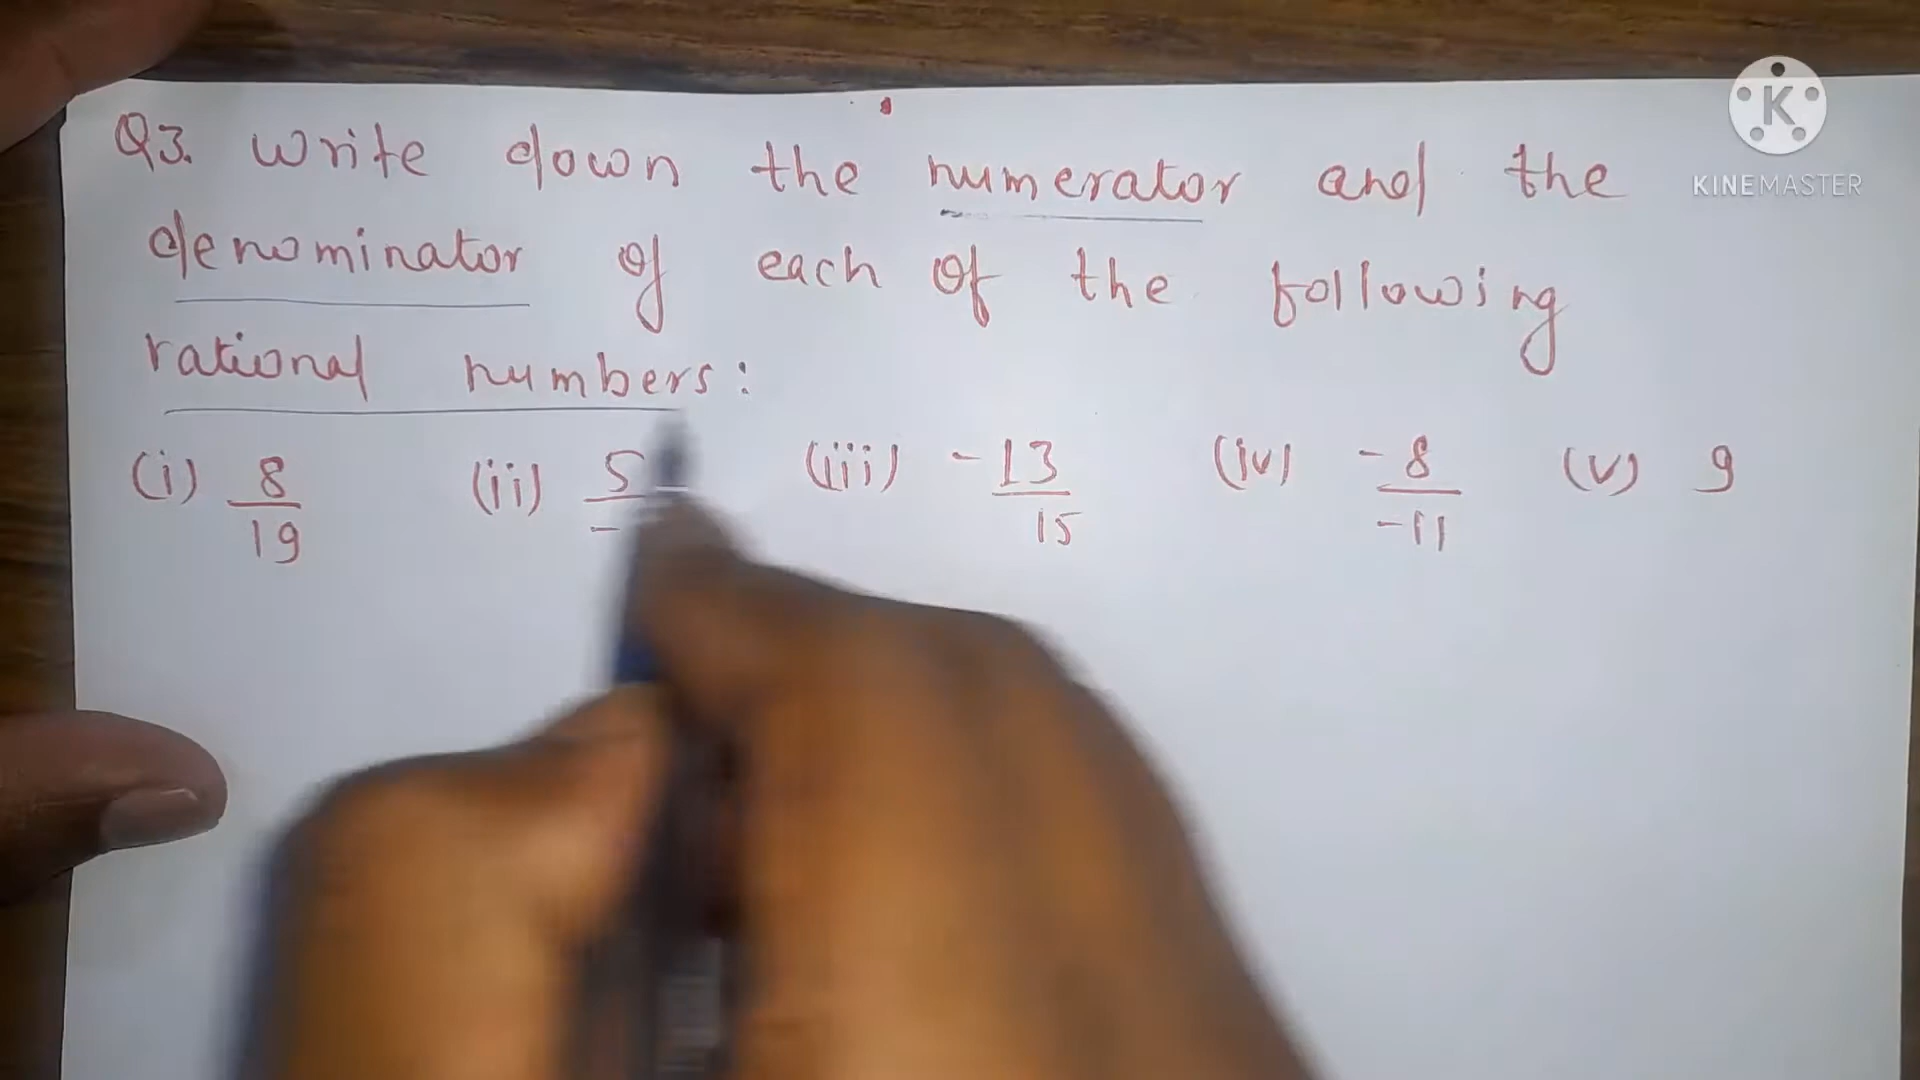 Q3. Write down the numerator and the
denominator of each of the following
rational numbers:
(i) 8/19 (ii) 5/- (iii) -13/15 (iv) -8/-11 (v) 9
KINEMASTER